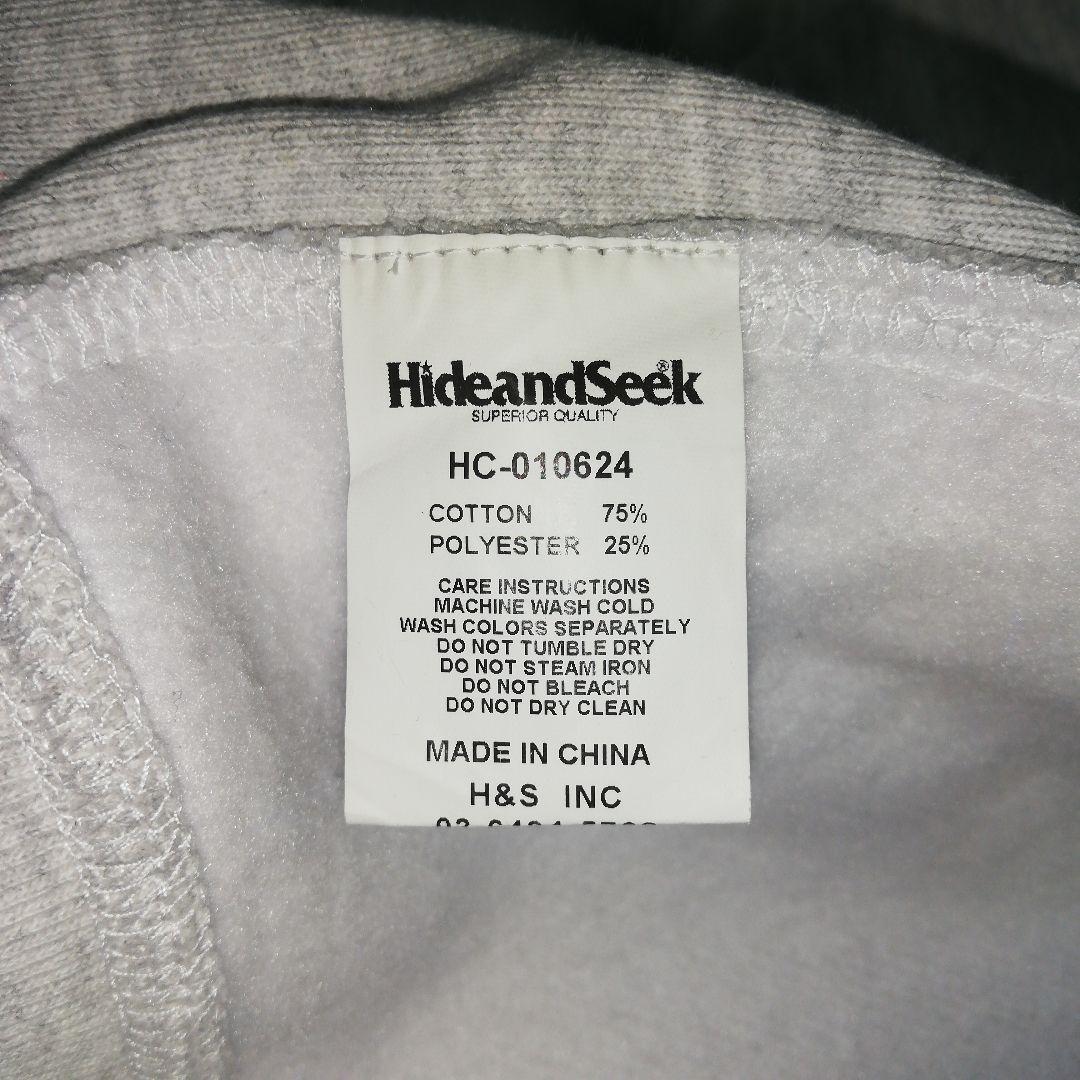 HideandSeek®
SUPERIOR QUALITY
HC-010624
COTTON 75%
POLYESTER 25%
CARE INSTRUCTIONS
MACHINE WASH COLD
WASH COLORS SEPARATELY
DO NOT TUMBLE DRY
DO NOT STEAM IRON
DO NOT BLEACH
DO NOT DRY CLEAN
MADE IN CHINA
H&S INC